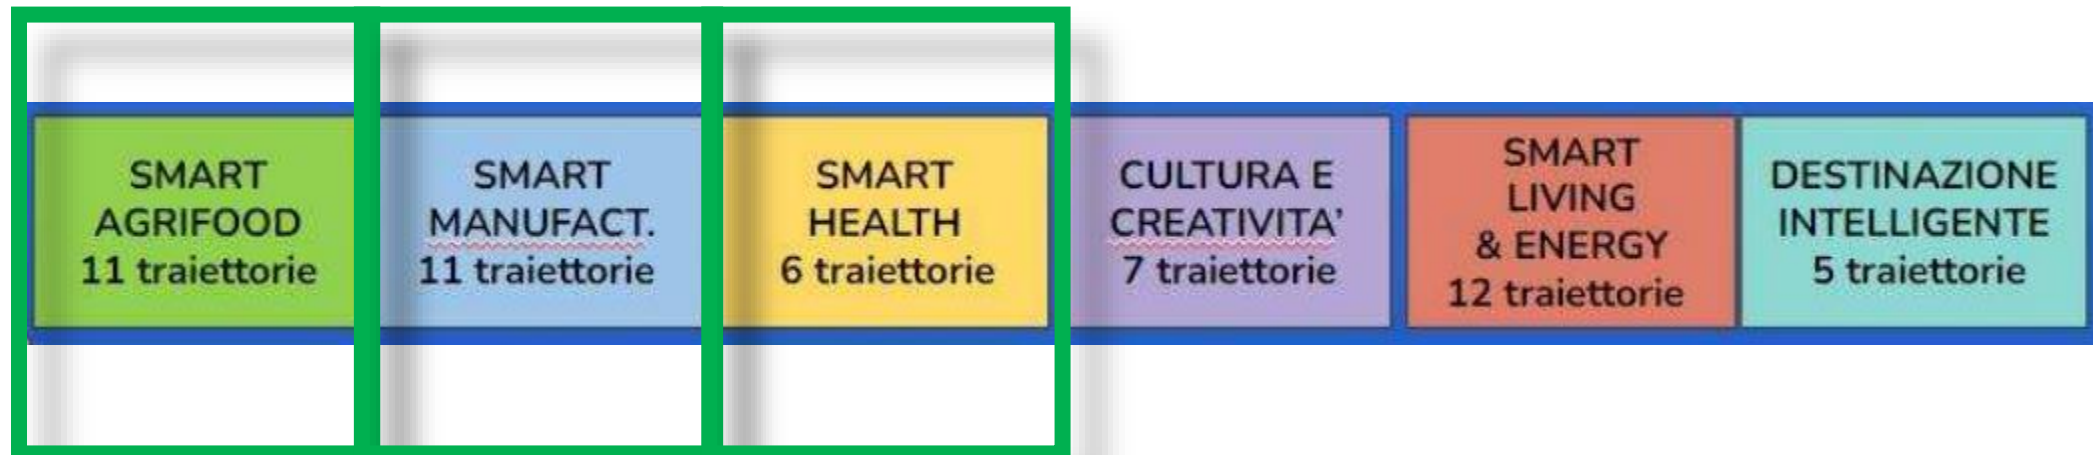 SMART
AGRIFOOD
11 traiettorie
SMART
MANUFACT.
11 traiettorie
SMART
HEALTH
6 traiettorie
CULTURA E
CREATIVITA’
7 traiettorie
SMART
LIVING
& ENERGY
12 traiettorie
DESTINAZIONE
INTELLIGENTE
5 traiettorie